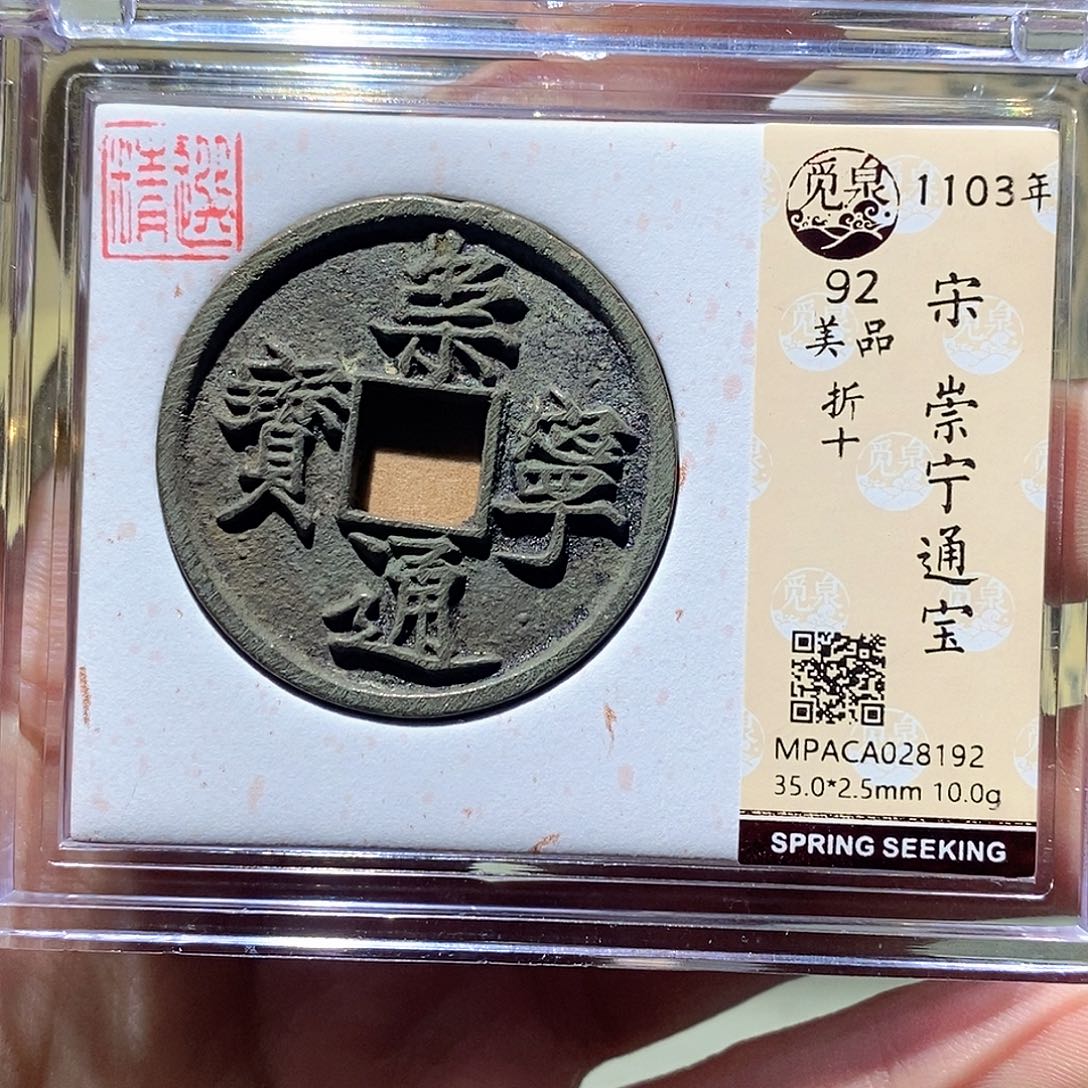 精選
崇寧通寶
觅泉
1103年
92
美品
折十
宋 崇宁通宝
MPACA028192
35.0*2.5mm 10.0g
SPRING SEEKING